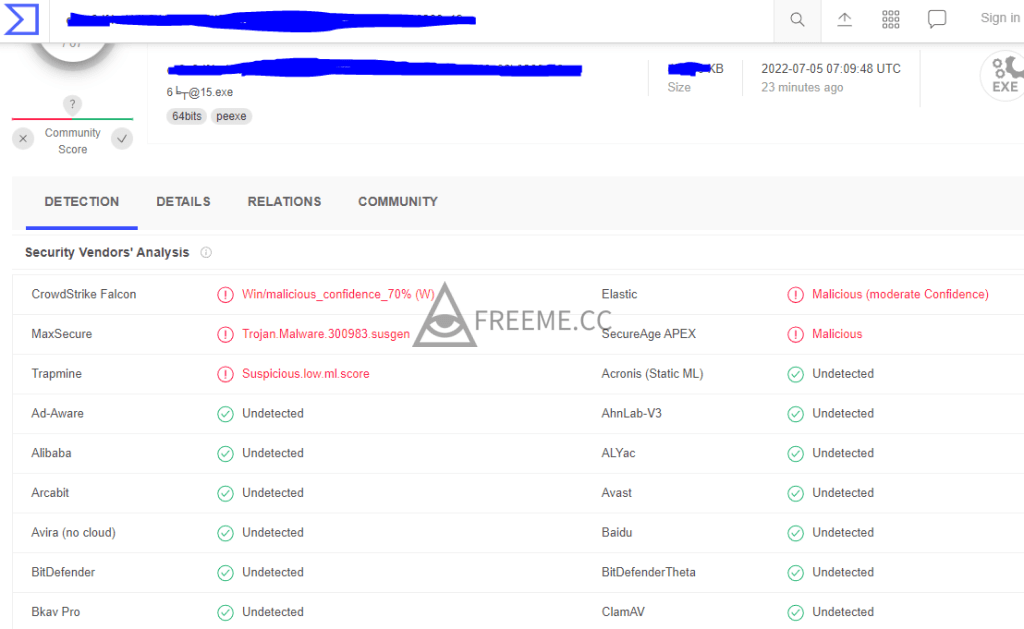 Sign in
KB
2022-07-05 07:09:48 UTC
Size
23 minutes ago
EXE
6└┬@15.exe
64bits peexe
?
Community
Score
DETECTION DETAILS RELATIONS COMMUNITY
Security Vendors' Analysis
CrowdStrike Falcon Win/malicious_confidence_70% (W) Elastic Malicious (moderate Confidence)
FREEME.CC
MaxSecure Trojan.Malware.300983.susgen SecureAge APEX Malicious
Trapmine Suspicious.low.ml.score Acronis (Static ML) Undetected
Ad-Aware Undetected AhnLab-V3 Undetected
Alibaba Undetected ALYac Undetected
Arcabit Undetected Avast Undetected
Avira (no cloud) Undetected Baidu Undetected
BitDefender Undetected BitDefenderTheta Undetected
Bkav Pro Undetected ClamAV Undetected